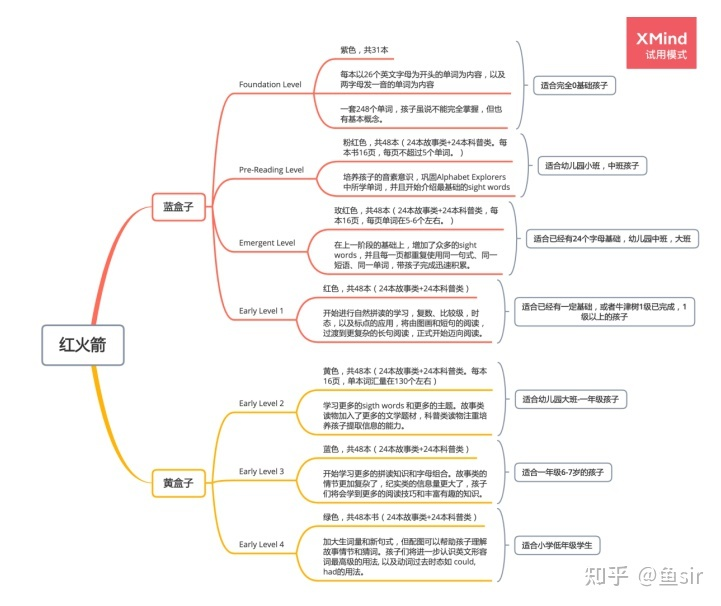 XMind
试用模式
紫色，共31本
每本以26个英文字母为开头的单词为内容，以及
两字母发一音的单词为内容
Foundation Level
适合完全0基础孩子
一套248个单词，孩子虽说不能完全掌握，但也
有基本概念。
粉红色，共48本（24本故事类+24本科普类。每
本书16页，每页不超过5个单词。）
Pre-Reading Level
适合幼儿园小班，中班孩子
培养孩子的音素意识，巩固Alphabet Explorers
中所学单词，并且开始介绍最基础的sight words
蓝盒子
玫红色，共48本（24本故事类+24本科普类，每
本16页，每页单词在5-6个左右。）
Emergent Level
适合已经有24个字母基础，幼儿园中班，大班
在上一阶段的基础上，增加了众多的sight
words，并且每一页都重复使用同一句式、同一
短语、同一单词，带孩子完成迅速积累。
红色，共48本（24本故事类+24本科普类）
Early Level 1
适合已经有一定基础，或者牛津树1级已完成，1
级以上的孩子
开始进行自然拼读的学习，复数、比较级，时
态，以及标点的应用，将由图画和短句的阅读，
过渡到更复杂的长句阅读，正式开始迈向阅读。
红火箭
黄色，共48本（24本故事类+24本科普类。每本
16页，单本词汇量在130个左右）
Early Level 2
适合幼儿园大班-一年级孩子
学习更多的sigth words 和更多的主题。故事类
读物加入了更多的文学题材，科普类读物注重培
养孩子提取信息的能力。
蓝色，共48本（24本故事类+24本科普类）
黄盒子
Early Level 3
适合一年级6-7岁的孩子
开始学习更多的拼读知识和字母组合。故事类的
情节更加复杂了，纪实类的信息量更大了，孩子
们将会学到更多的阅读技巧和丰富有趣的知识。
绿色，共48本书（24本故事类+24本科普类）
Early Level 4
适合小学低年级学生
加大生词量和新句式，但配图可以帮助孩子理解
故事情节和猜词。孩子们将进一步认识英文形容
词最高级的用法, 以及动词过去时态如 could,
had的用法。
知乎 @鱼sir